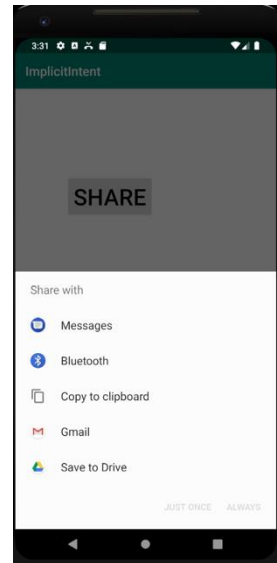 3:31
ImplicitIntent
SHARE
Share with
Messages
Bluetooth
Copy to clipboard
Gmail
Save to Drive
JUST ONCE ALWAYS